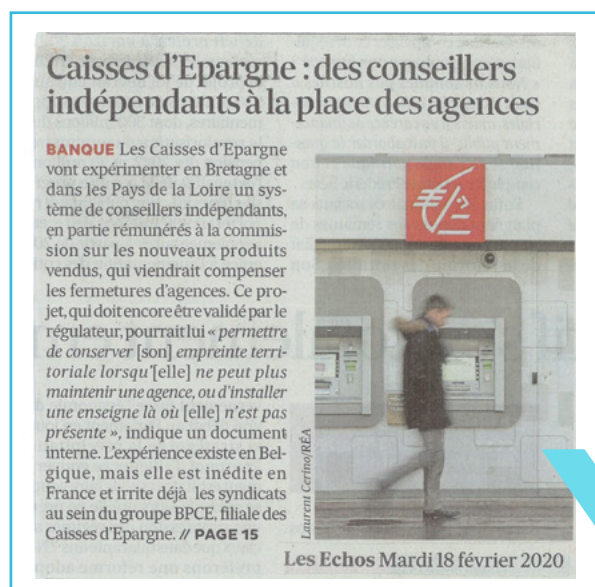 Caisses d'Epargne : des conseillers
indépendants à la place des agences
BANQUE Les Caisses d'Epargne
vont expérimenter en Bretagne et
dans les Pays de la Loire un sys-
tème de conseillers indépendants,
en partie rémunérés à la commis-
sion sur les nouveaux produits
vendus, qui viendrait compenser
les fermetures d'agences. Ce pro-
jet, qui doit encore être validé par le
régulateur, pourrait lui « permettre
de conserver [son] empreinte terri-
toriale lorsqu'[elle] ne peut plus
maintenir une agence, ou d'installer
une enseigne là où [elle] n'est pas
présente », indique un document
interne. L'expérience existe en Bel-
gique, mais elle est inédite en
France et irrite déjà les syndicats
au sein du groupe BPCE, filiale des
Caisses d'Epargne. // PAGE 15
Laurent Cerino/RÉA
Les Echos Mardi 18 février 2020